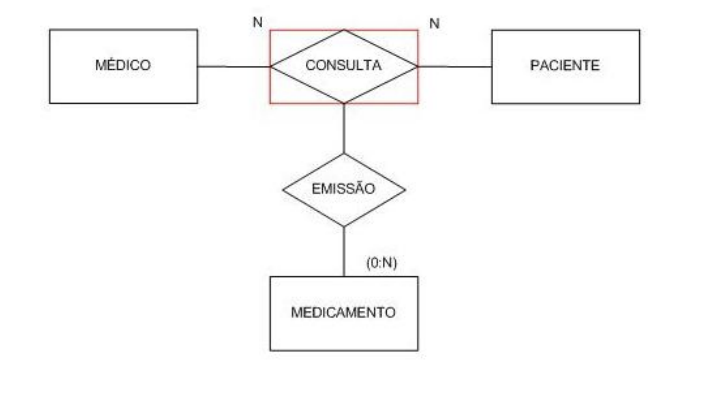 N
N
MÉDICO
CONSULTA
PACIENTE
EMISSÃO
(0:N)
MEDICAMENTO